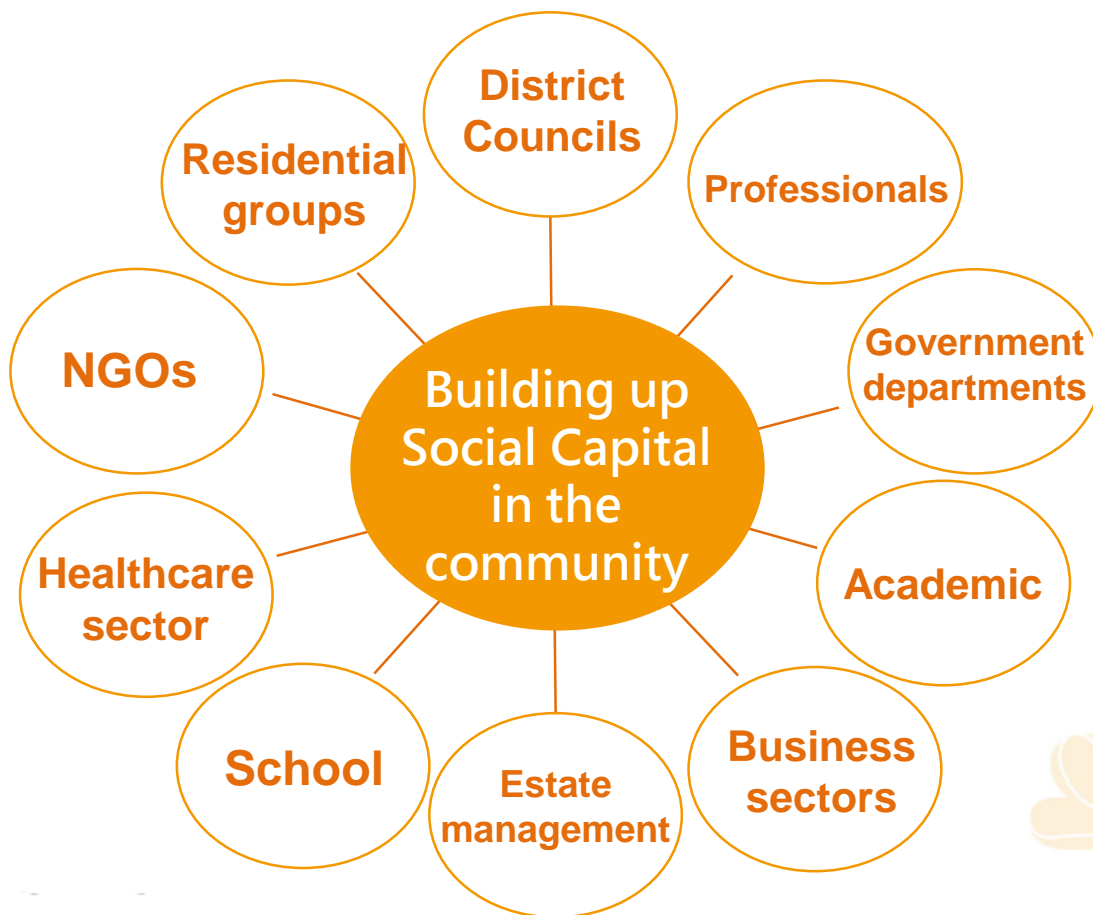 District
Councils
Professionals
Government
departments
Academic
Business
sectors
Estate
management
School
Healthcare
sector
NGOs
Residential
groups
Building up
Social Capital
in the
community